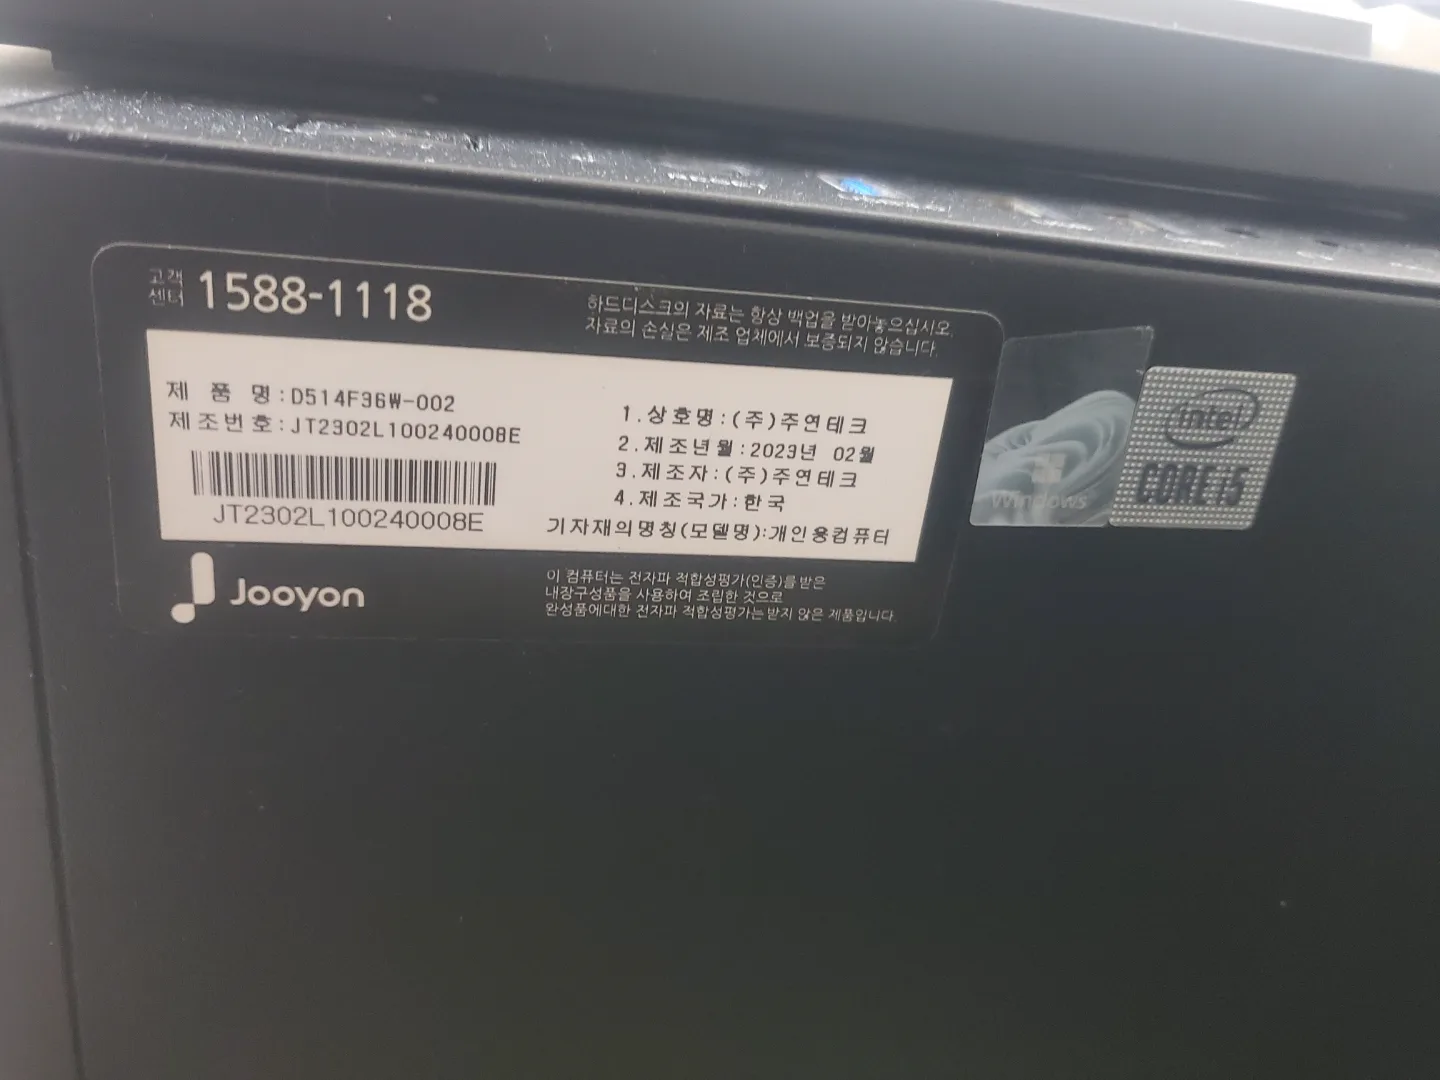 고객
센터 1588-1118
하드디스크의 자료는 항상 백업을 받아놓으십시오.
자료의 손실은 제조 업체에서 보증되지 않습니다.
제 품 명:D514F36W-002
제조번호:JT2302L100240008E
JT2302L100240008E
1.상호명:(주)주연테크
2.제조년월:2023년 02월
3.제조자:(주)주연테크
4.제조국가:한국
기자재의명칭(모델명):개인용컴퓨터
Jooyon
이 컴퓨터는 전자파 적합성평가(인증)를 받은
내장구성품을 사용하여 조립한 것으로
완성품에대한 전자파 적합성평가는 받지 않은 제품입니다.
Windows
intel
CORE i5